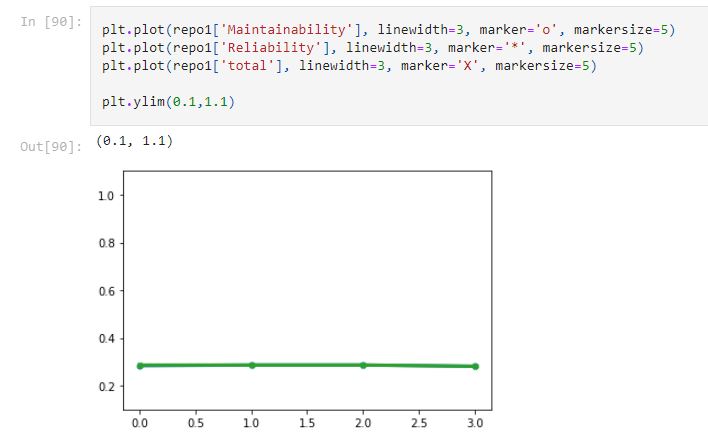 In [90]:
plt.plot(repo1['Maintainability'], linewidth=3, marker='o', markersize=5)
plt.plot(repo1['Reliability'], linewidth=3, marker='*', markersize=5)
plt.plot(repo1['total'], linewidth=3, marker='X', markersize=5)
plt.ylim(0.1,1.1)
Out[90]: (0.1, 1.1)
1.0
0.8
0.6
0.4
0.2
0.0 0.5 1.0 1.5 2.0 2.5 3.0